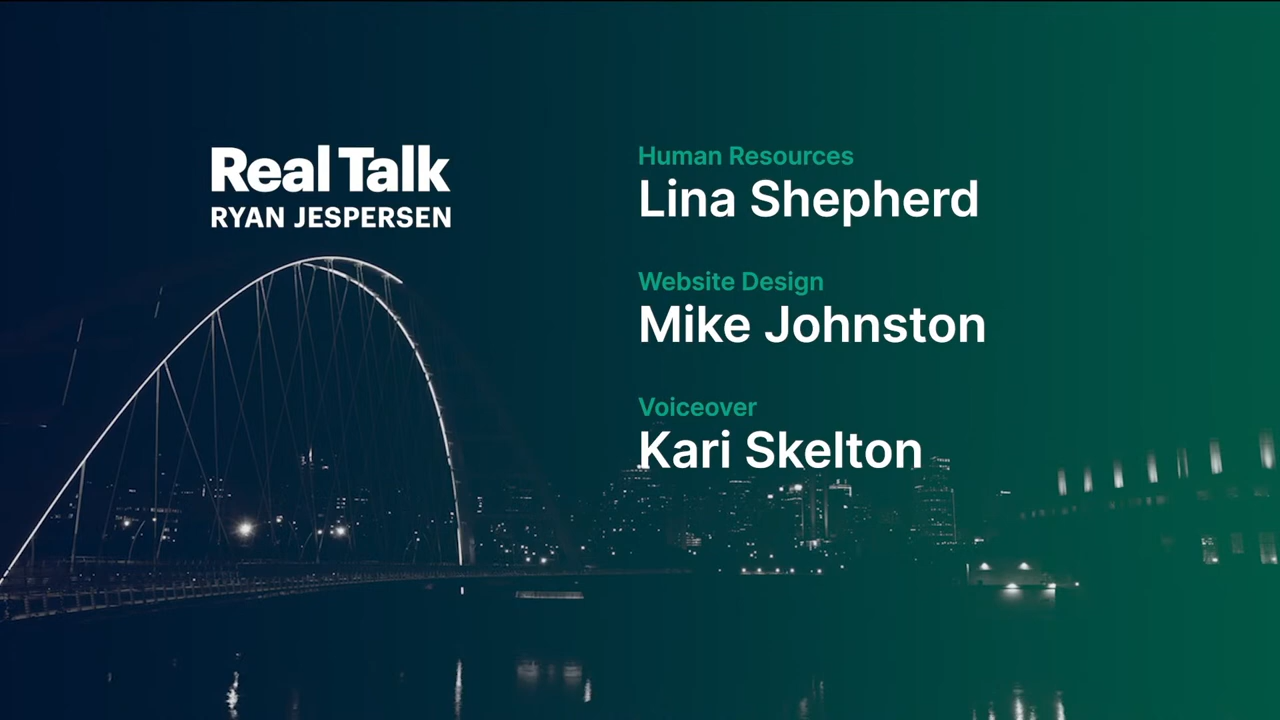 Real Talk
RYAN JESPERSEN
Human Resources
Lina Shepherd
Website Design
Mike Johnston
Voiceover
Kari Skelton